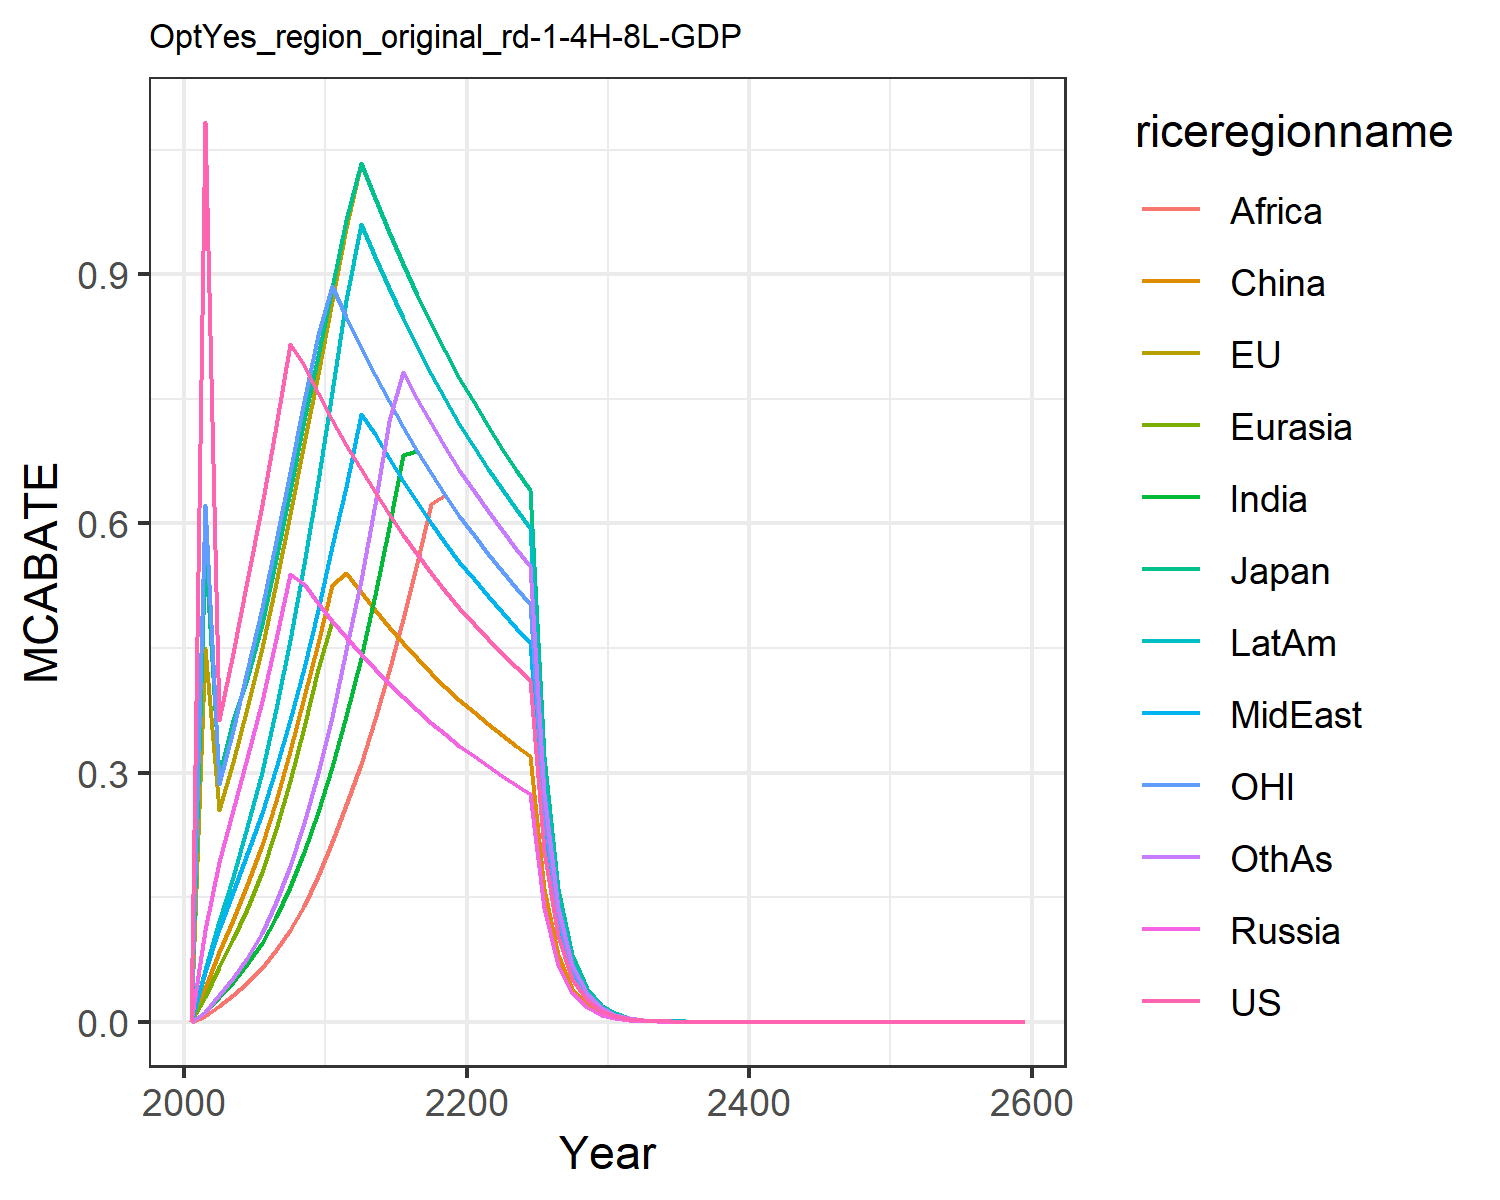 OptYes_region_original_rd-1-4H-8L-GDP
MCABATE
0.9
0.6
0.3
0.0
2000 2200 2400 2600
Year
riceregionname
Africa
China
EU
Eurasia
India
Japan
LatAm
MidEast
OHI
OthAs
Russia
US